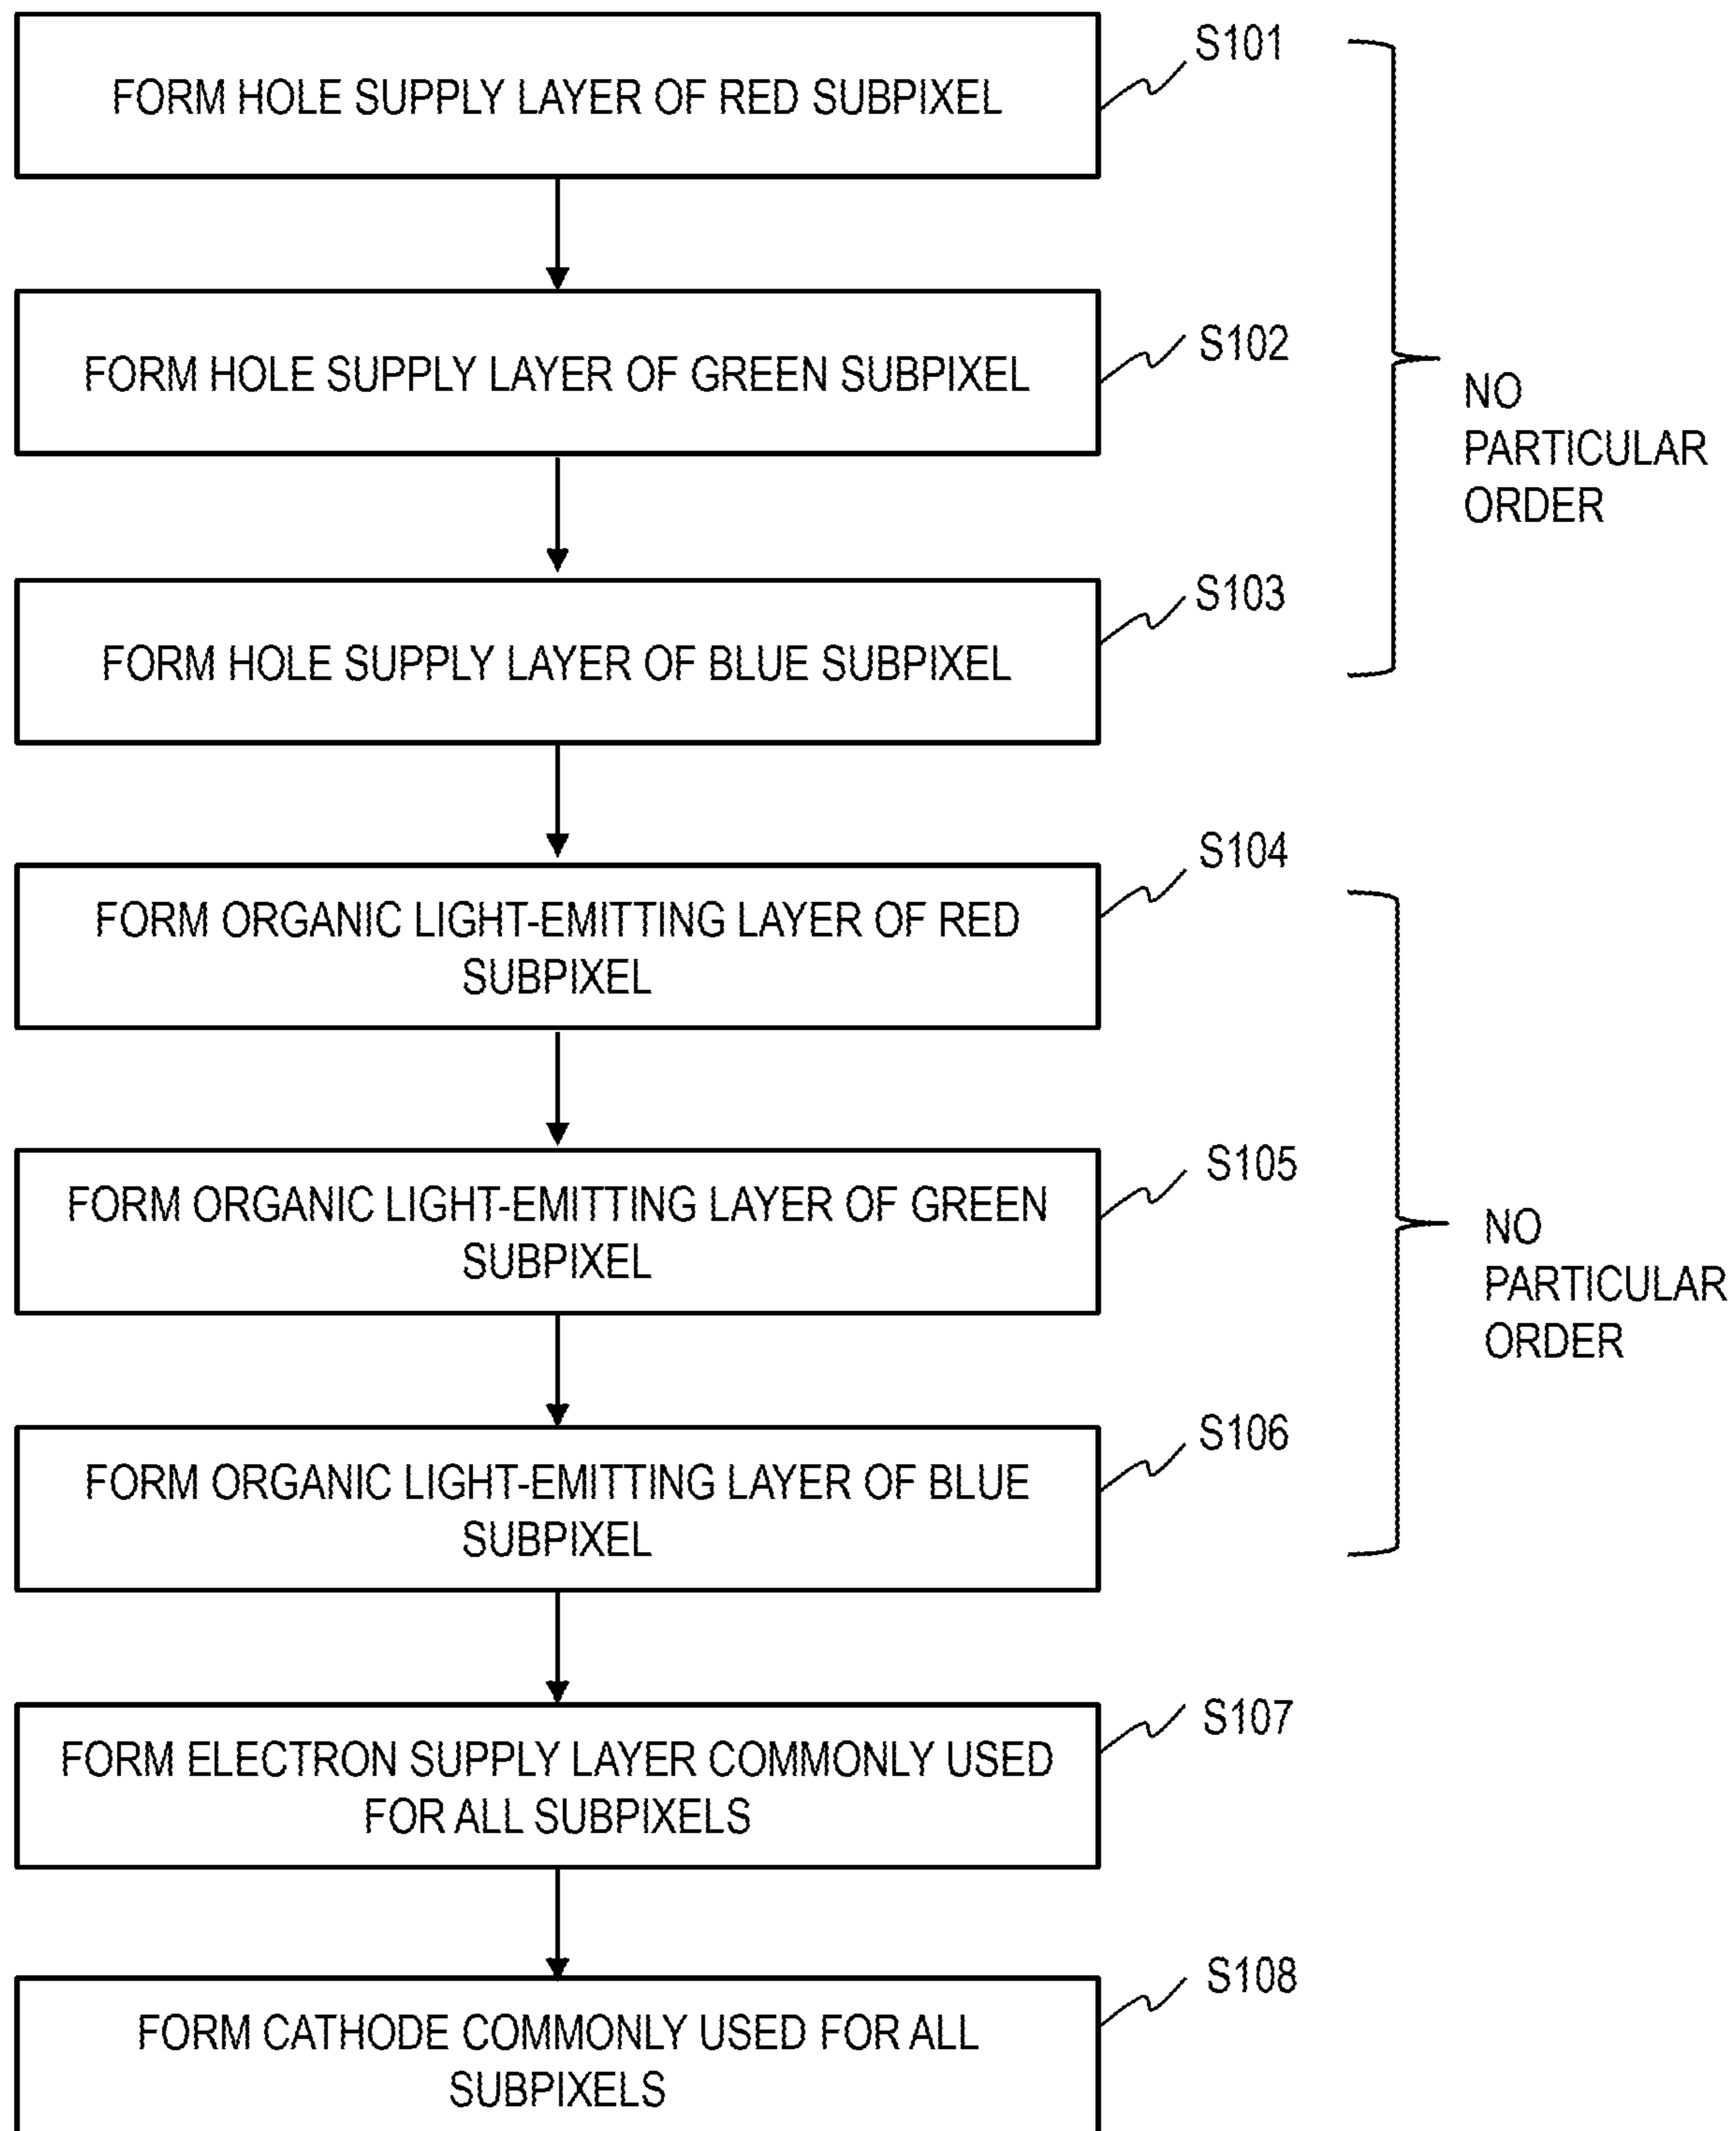 FORM HOLE SUPPLY LAYER OF RED SUBPIXEL
S101
FORM HOLE SUPPLY LAYER OF GREEN SUBPIXEL
S102
NO
PARTICULAR
ORDER
FORM HOLE SUPPLY LAYER OF BLUE SUBPIXEL
S103
FORM ORGANIC LIGHT-EMITTING LAYER OF RED
SUBPIXEL
S104
FORM ORGANIC LIGHT-EMITTING LAYER OF GREEN
SUBPIXEL
S105
NO
PARTICULAR
ORDER
FORM ORGANIC LIGHT-EMITTING LAYER OF BLUE
SUBPIXEL
S106
FORM ELECTRON SUPPLY LAYER COMMONLY USED
FOR ALL SUBPIXELS
S107
FORM CATHODE COMMONLY USED FOR ALL
SUBPIXELS
S108